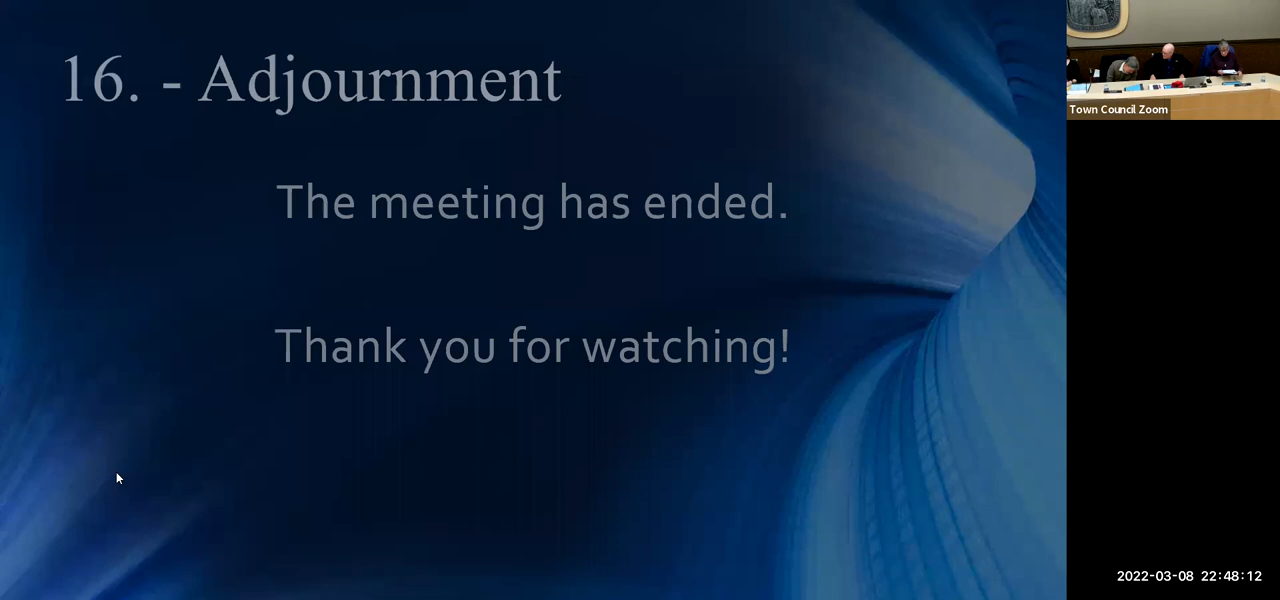 16. - Adjournment
The meeting has ended.
Thank you for watching!
Town Council Zoom
2022-03-08 22:48:12